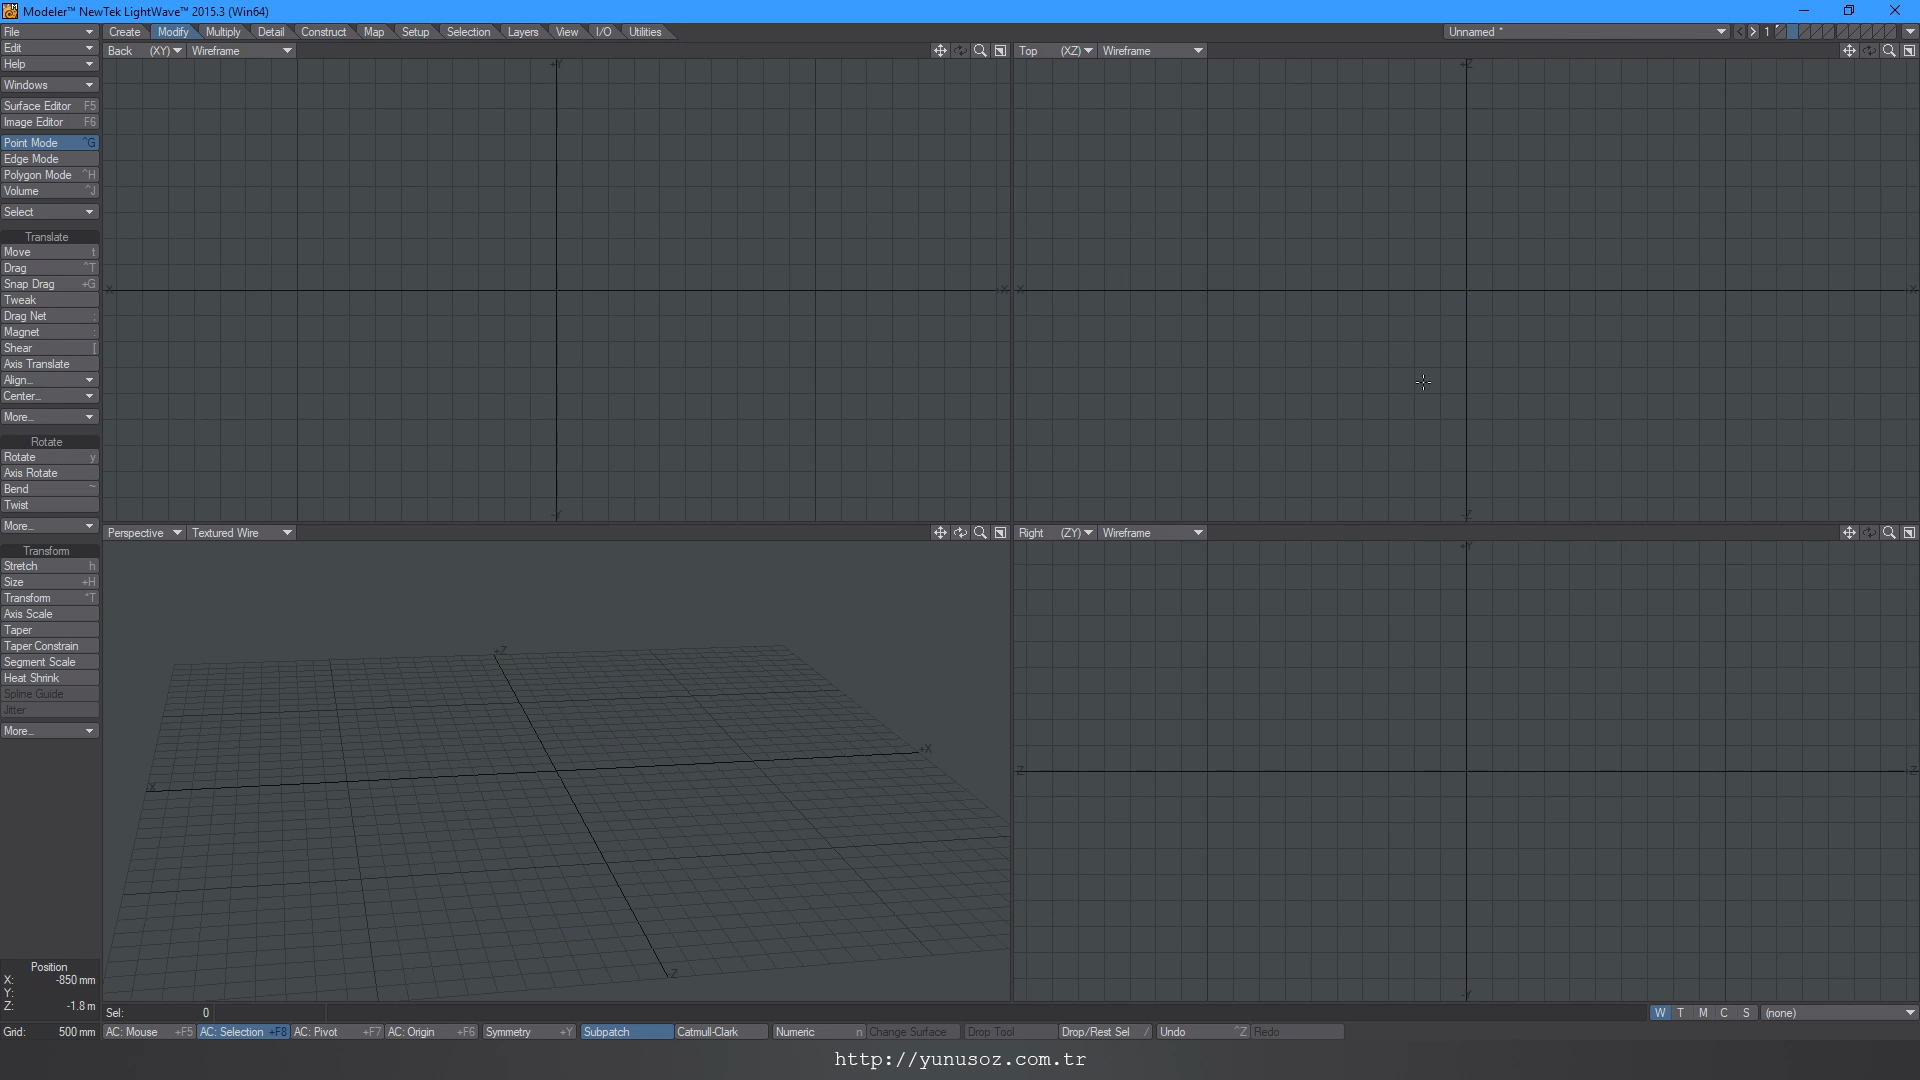 Modeler™ NewTek LightWave™ 2015.3 (Win64)
File Create Modify Multiply Detail Construct Map Setup Selection Layers View I/O Utilities Unnamed * 1
Edit
Help
Windows
Surface Editor F5
Image Editor F6
Point Mode ^G
Edge Mode
Polygon Mode ^H
Volume ^J
Select
Translate
Move t
Drag ^T
Snap Drag +G
Tweak
Drag Net ;
Magnet :
Shear [
Axis Translate
Align...
Center...
More...
Rotate
Rotate y
Axis Rotate
Bend ~
Twist
More...
Transform
Stretch h
Size +H
Transform ^T
Axis Scale
Taper
Taper Constrain
Segment Scale
Heat Shrink
Spline Guide
Jitter
More...
Back (XY) Wireframe
+Y
-X +X
-Y
Top (XZ) Wireframe
+Z
-X +X
-Z
Perspective Textured Wire
+Z
+X
-X
-Z
Right (ZY) Wireframe
+Y
-Z +Z
-Y
Position
X: -850 mm
Y:
Z: -1.8 m
Sel: 0 W T M C S (none)
Grid: 500 mm AC: Mouse +F5 AC: Selection +F8 AC: Pivot +F7 AC: Origin +F6 Symmetry +Y Subpatch Catmull-Clark Numeric n Change Surface Drop Tool Drop/Rest Sel / Undo ^Z Redo
http://yunusoz.com.tr